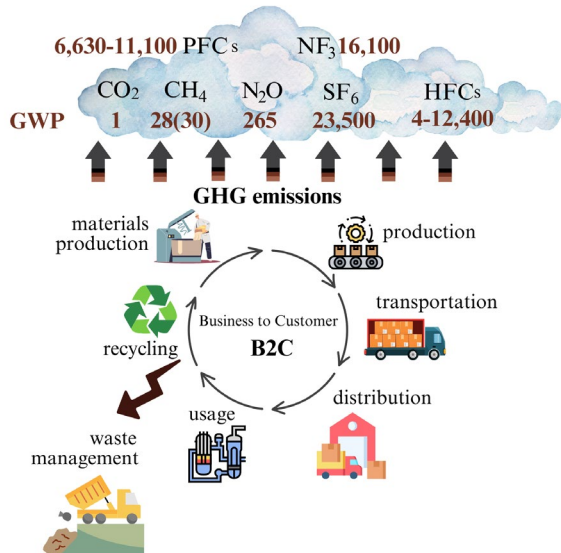 6,630-11,100 PFCs NF₃ 16,100
CO₂ CH₄ N₂O SF₆ HFCs
GWP 1 28(30) 265 23,500 4-12,400
GHG emissions
materials
production
production
transportation
distribution
usage
recycling
waste
management
Business to Customer
B2C